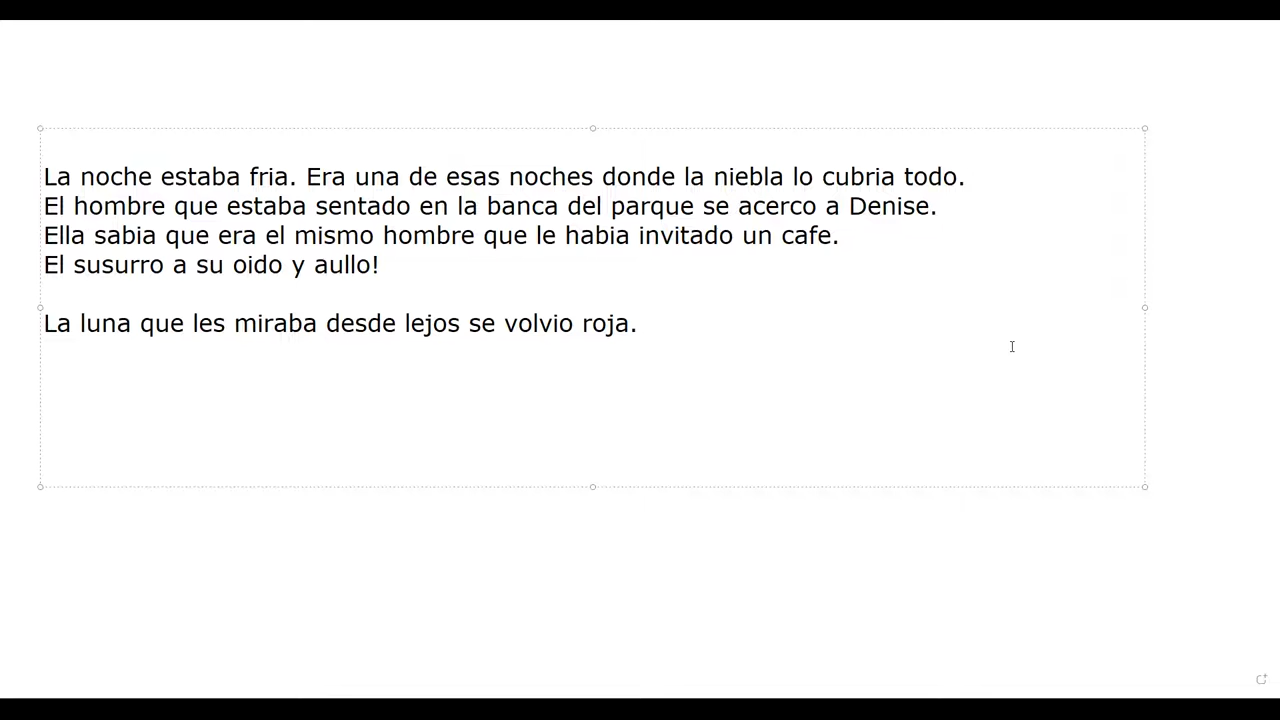 La noche estaba fria. Era una de esas noches donde la niebla lo cubria todo.
El hombre que estaba sentado en la banca del parque se acerco a Denise.
Ella sabia que era el mismo hombre que le habia invitado un cafe.
El susurro a su oido y aullo!
La luna que les miraba desde lejos se volvio roja.